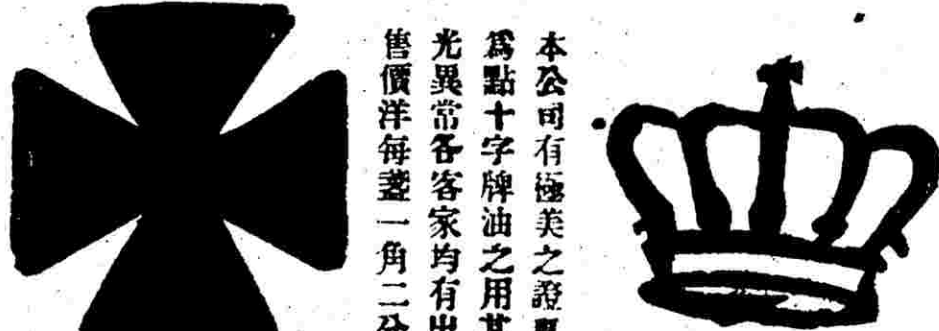 本公司有極美之證
爲點十字牌油之用其
光異常各客家均有出
售價洋每盞一角二分